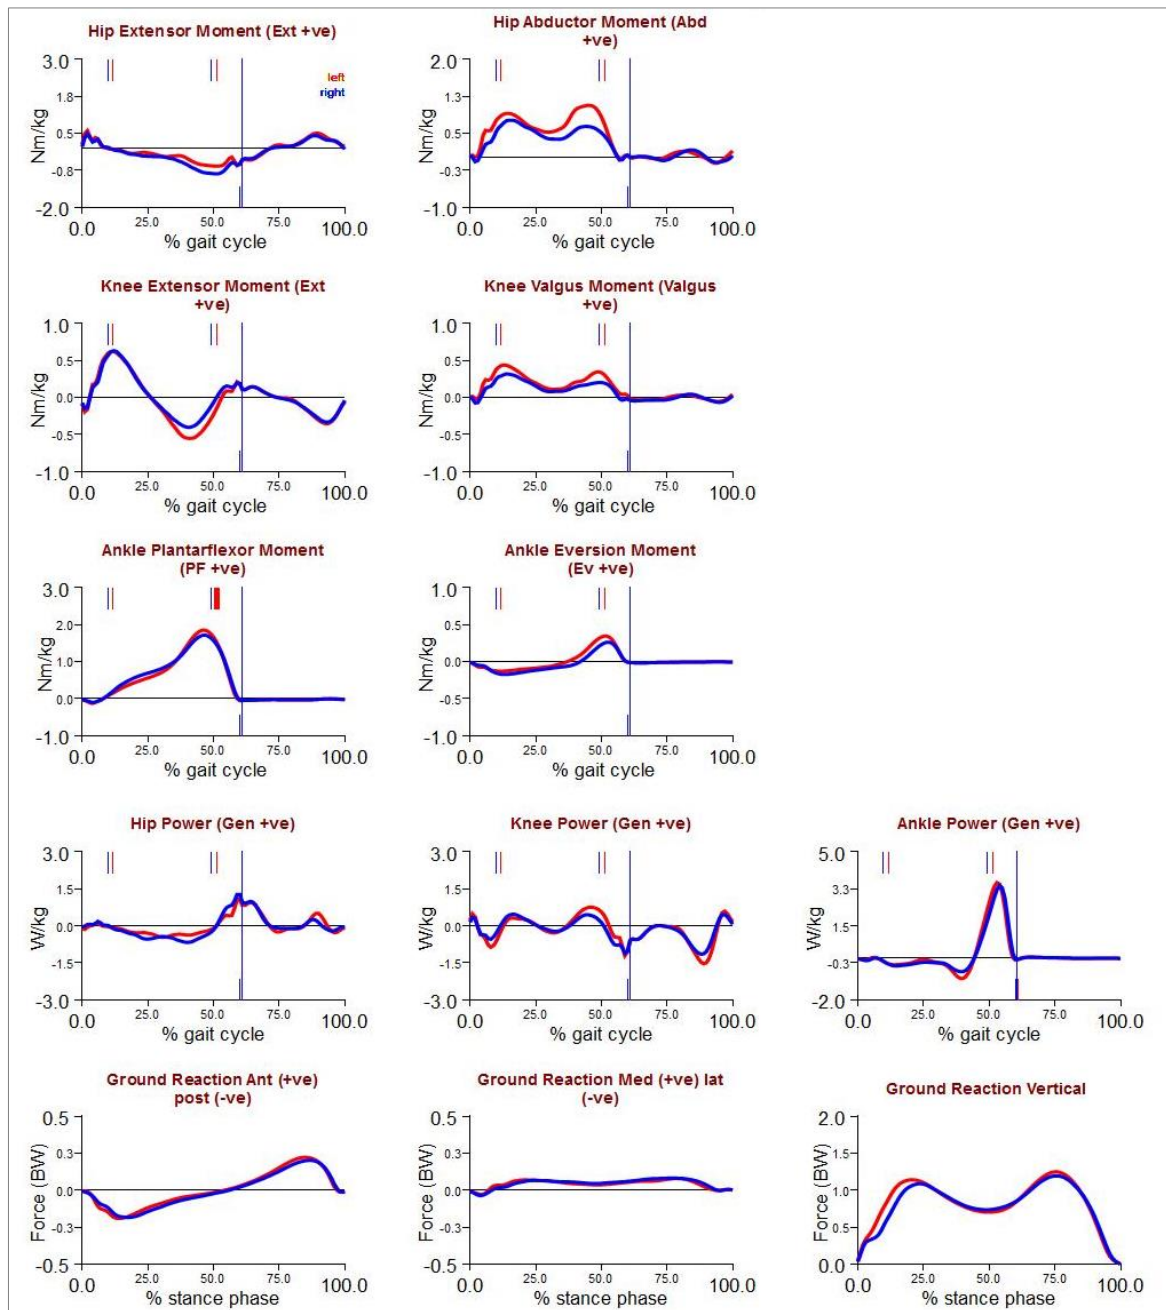 Hip Extensor Moment (Ext +ve)
3.0
1.8
0.5
-0.8
-2.0
Nm/kg
left
right
0.0
25.0
50.0
75.0
100.0
% gait cycle
Hip Abductor Moment (Abd
+ve)
2.0
1.3
0.5
-0.3
-1.0
Nm/kg
0.0
25.0
50.0
75.0
100.0
% gait cycle
Knee Extensor Moment (Ext
+ve)
1.0
0.5
0.0
-0.5
-1.0
Nm/kg
0.0
25.0
50.0
75.0
100.0
% gait cycle
Knee Valgus Moment (Valgus
+ve)
1.0
0.5
0.0
-0.5
-1.0
Nm/kg
0.0
25.0
50.0
75.0
100.0
% gait cycle
Ankle Plantarflexor Moment
(PF +ve)
3.0
2.0
1.0
0.0
-1.0
Nm/kg
0.0
25.0
50.0
75.0
100.0
% gait cycle
Ankle Eversion Moment
(Ev +ve)
1.0
0.5
0.0
-0.5
-1.0
Nm/kg
0.0
25.0
50.0
75.0
100.0
% gait cycle
Hip Power (Gen +ve)
3.0
1.5
0.0
-1.5
-3.0
W/kg
0.0
25.0
50.0
75.0
100.0
% gait cycle
Knee Power (Gen +ve)
3.0
1.5
0.0
-1.5
-3.0
W/kg
0.0
25.0
50.0
75.0
100.0
% gait cycle
Ankle Power (Gen +ve)
5.0
3.3
1.5
-0.3
-2.0
W/kg
0.0
25.0
50.0
75.0
100.0
% gait cycle
Ground Reaction Ant (+ve)
post (-ve)
0.5
0.3
0.0
-0.3
-0.5
Force (BW)
0.0
25.0
50.0
75.0
100.0
% stance phase
Ground Reaction Med (+ve) lat
(-ve)
0.5
0.3
0.0
-0.3
-0.5
Force (BW)
0.0
25.0
50.0
75.0
100.0
% stance phase
Ground Reaction Vertical
2.0
1.5
1.0
0.5
0.0
Force (BW)
0.0
25.0
50.0
75.0
100.0
% stance phase